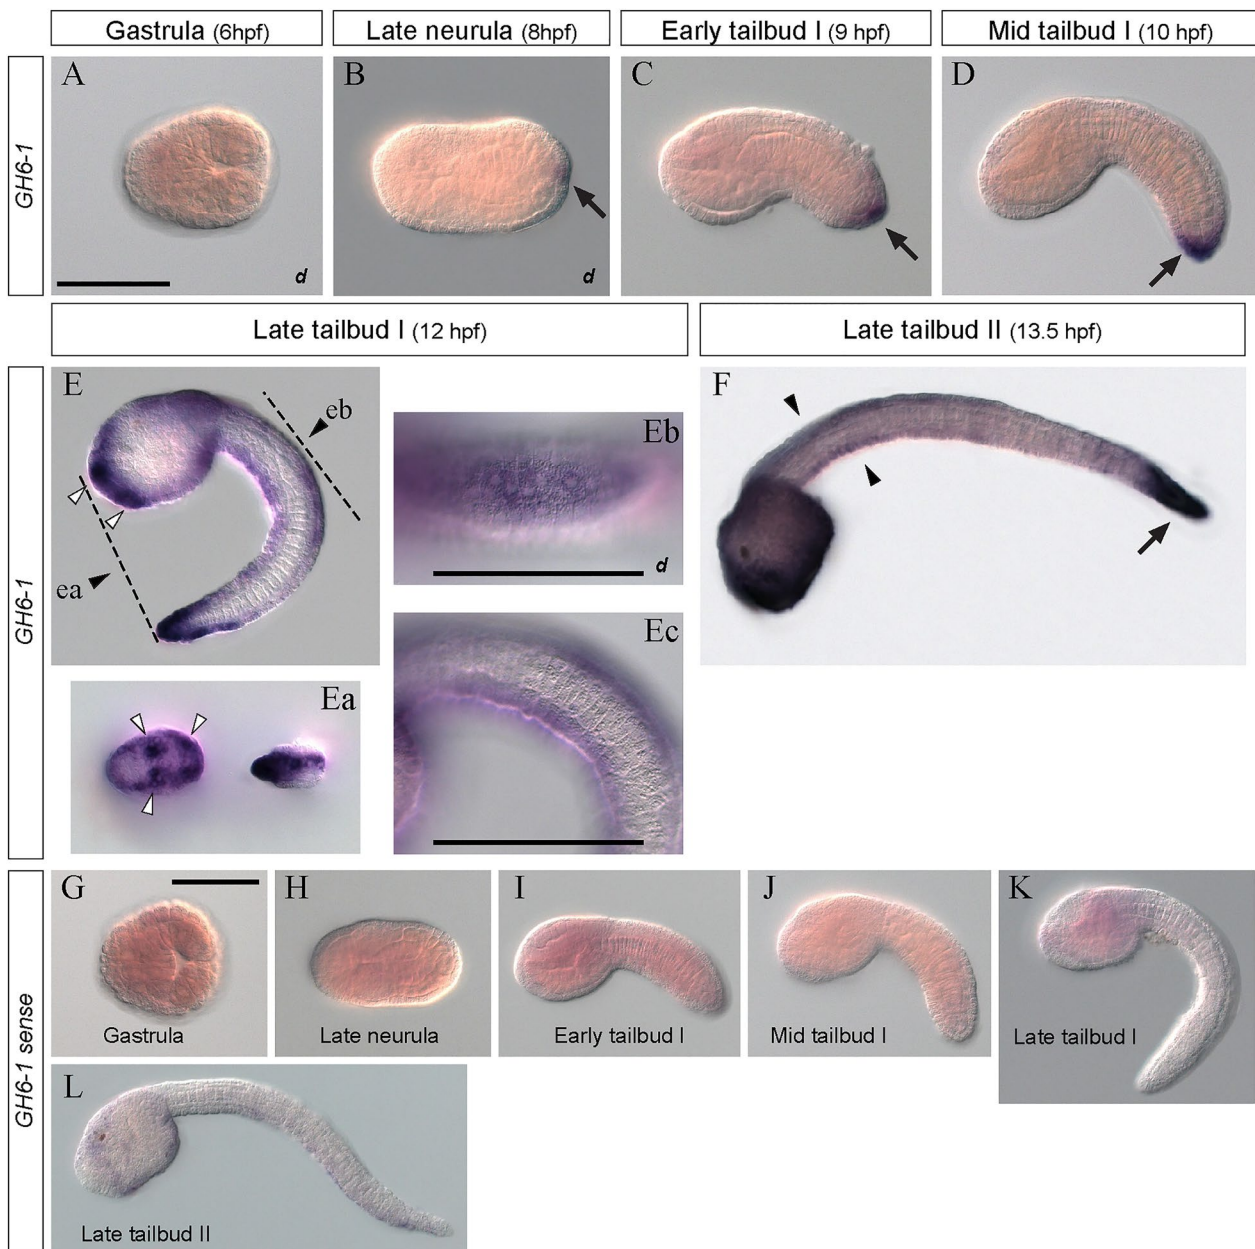 Gastrula (6hpf)
Late neurula (8hpf)
Early tailbud I (9 hpf)
Mid tailbud I (10 hpf)
GH6-1
A
B
C
D
d
d
Late tailbud I (12 hpf)
Late tailbud II (13.5 hpf)
GH6-1
E
eb
ea
Eb
d
F
Ea
Ec
GH6-1 sense
G
Gastrula
H
Late neurula
I
Early tailbud I
J
Mid tailbud I
K
Late tailbud I
L
Late tailbud II